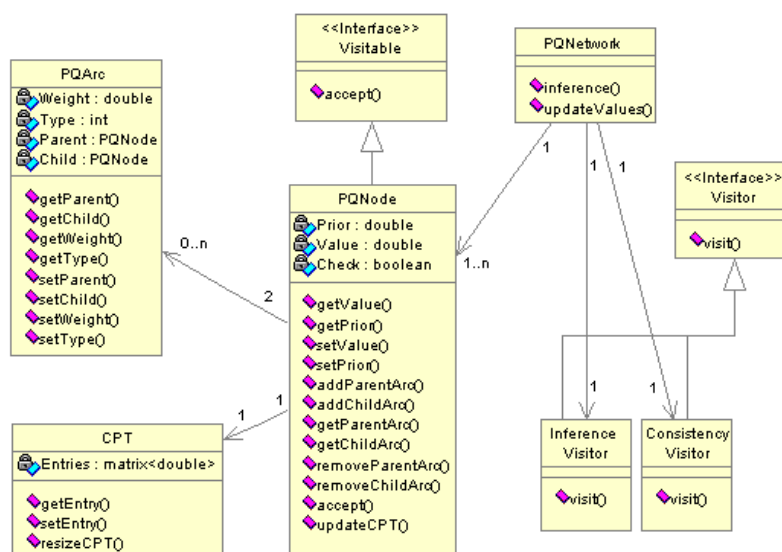 PQArc
Weight : double
Type : int
Parent : PQNode
Child : PQNode
getParent()
getChild()
getWeight()
getType()
setParent()
setChild()
setWeight()
setType()
<<Interface>>
Visitable
accept()
PQNetwork
inference()
updateValues()
<<Interface>>
Visitor
visit()
PQNode
Prior : double
Value : double
Check : boolean
getValue()
getPrior()
setValue()
setPrior()
addParentArc()
addChildArc()
getParentArc()
getChildArc()
removeParentArc()
removeChildArc()
accept()
updateCPT()
CPT
Entries : matrix<double>
getEntry()
setEntry()
resizeCPT()
Inference
Visitor
visit()
Consistency
Visitor
visit()
0..n
2
1
1
1
1..n
1
1
1
1